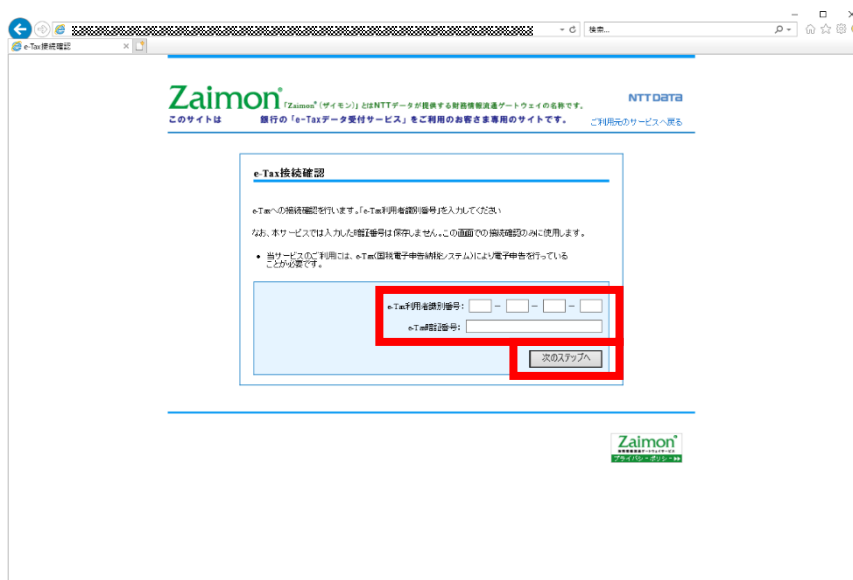 検索...
e-Tax接続確認
Zaimon®
「Zaimon®(ザイモン)」とはNTTデータが提供する財務情報流通ゲートウェイの名称です。
NTT DATA
このサイトは 銀行の「e-Taxデータ受付サービス」をご利用のお客さま専用のサイトです。
ご利用元のサービスへ戻る
e-Tax接続確認
e-Taxへの接続確認を行います。「e-Tax利用者識別番号」を入力してください
なお、本サービスでは入力した暗証番号は保存しません。この画面での接続確認のみに使用します。
• 当サービスのご利用には、e-Tax(国税電子申告納税システム)により電子申告を行っている
ことが必要です。
e-Tax利用者識別番号: – – –
e-Tax暗証番号:
次のステップへ
Zaimon®
プライバシーポリシー